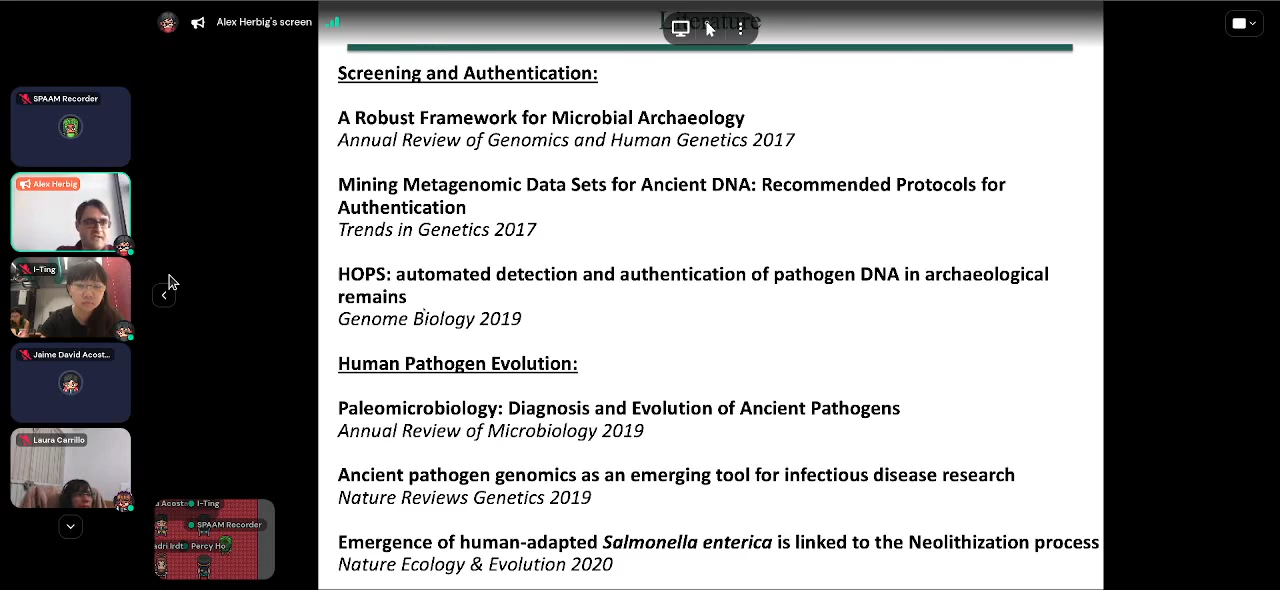 Alex Herbig's screen
Literature
SPAAM Recorder
Alex Herbig
I-Ting
Jaime David Acost...
Laura Carrillo
Screening and Authentication:
A Robust Framework for Microbial Archaeology
Annual Review of Genomics and Human Genetics 2017
Mining Metagenomic Data Sets for Ancient DNA: Recommended Protocols for
Authentication
Trends in Genetics 2017
HOPS: automated detection and authentication of pathogen DNA in archaeological
remains
Genome Biology 2019
Human Pathogen Evolution:
Paleomicrobiology: Diagnosis and Evolution of Ancient Pathogens
Annual Review of Microbiology 2019
Ancient pathogen genomics as an emerging tool for infectious disease research
Nature Reviews Genetics 2019
Emergence of human-adapted Salmonella enterica is linked to the Neolithization process
Nature Ecology & Evolution 2020
Acost
I-Ting
SPAAM Recorder
Percy Ho